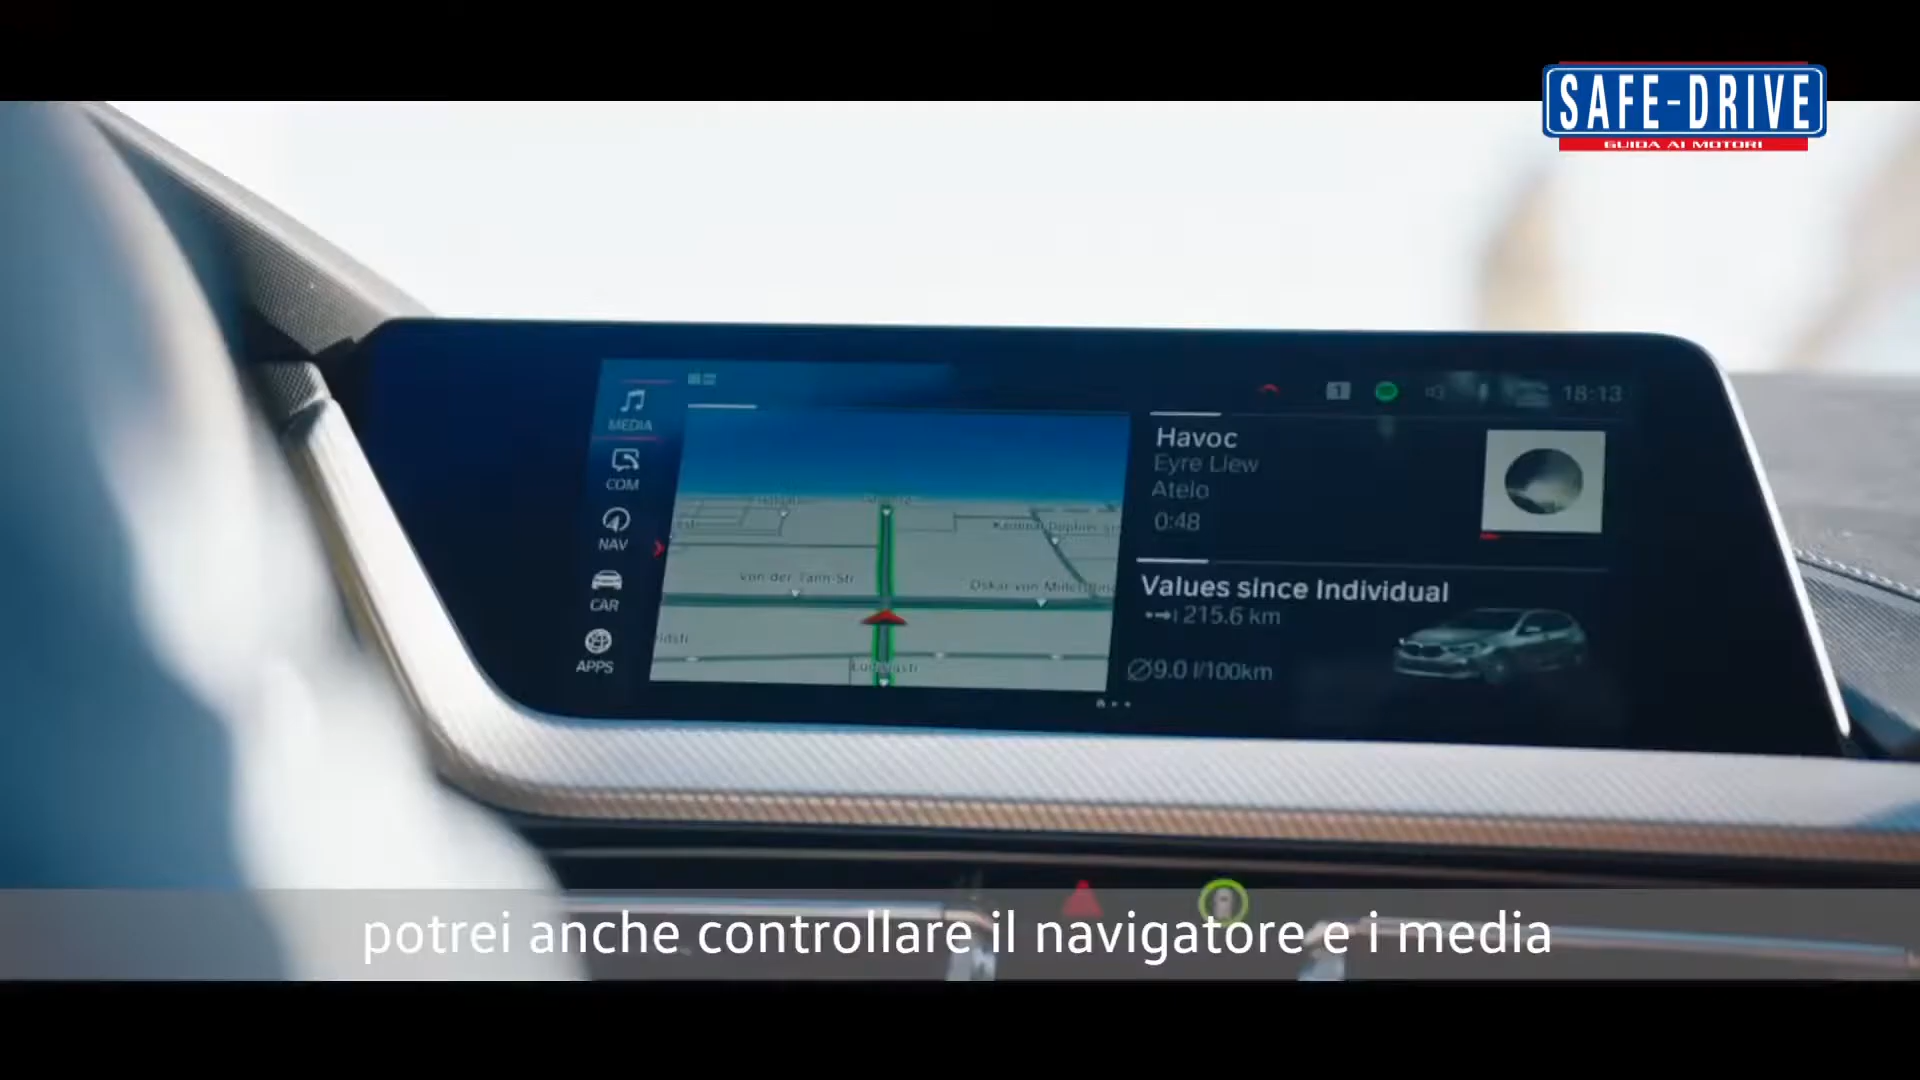 SAFE-DRIVE
GUIDA AI MOTORI
1
18:13
MEDIA
COM
NAV
CAR
APPS
Von-der-Tann-Str
Havoc
Eyre Llew
Atelo
0:48
Values since Individual
215.6 km
Ø9.0 l/100km
potrei anche controllare il navigatore e i media